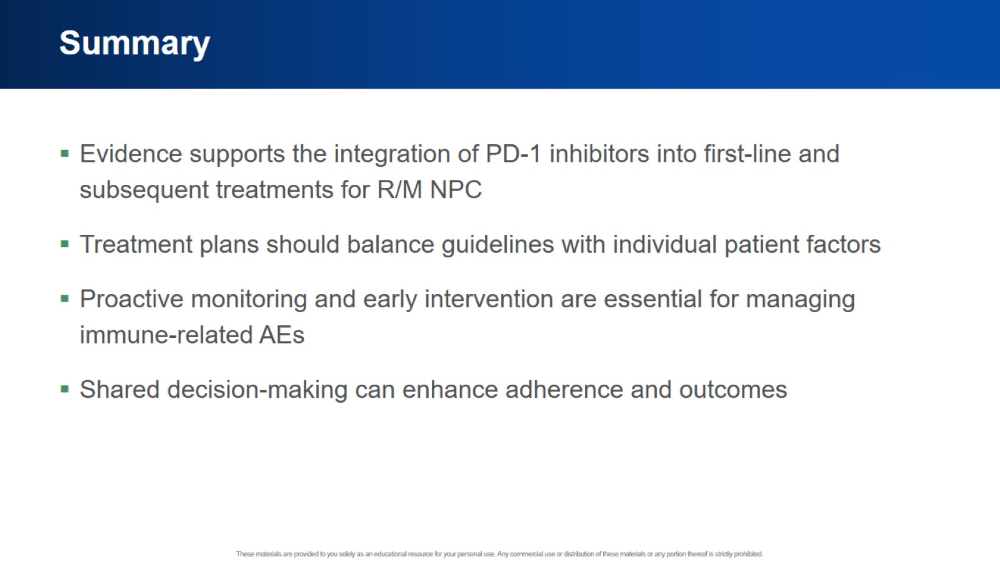 Summary
▪ Evidence supports the integration of PD-1 inhibitors into first-line and
subsequent treatments for R/M NPC
▪ Treatment plans should balance guidelines with individual patient factors
▪ Proactive monitoring and early intervention are essential for managing
immune-related AEs
▪ Shared decision-making can enhance adherence and outcomes
These materials are provided to you solely as an educational resource for your personal use. Any commercial use or distribution of these materials or any portion thereof is strictly prohibited.